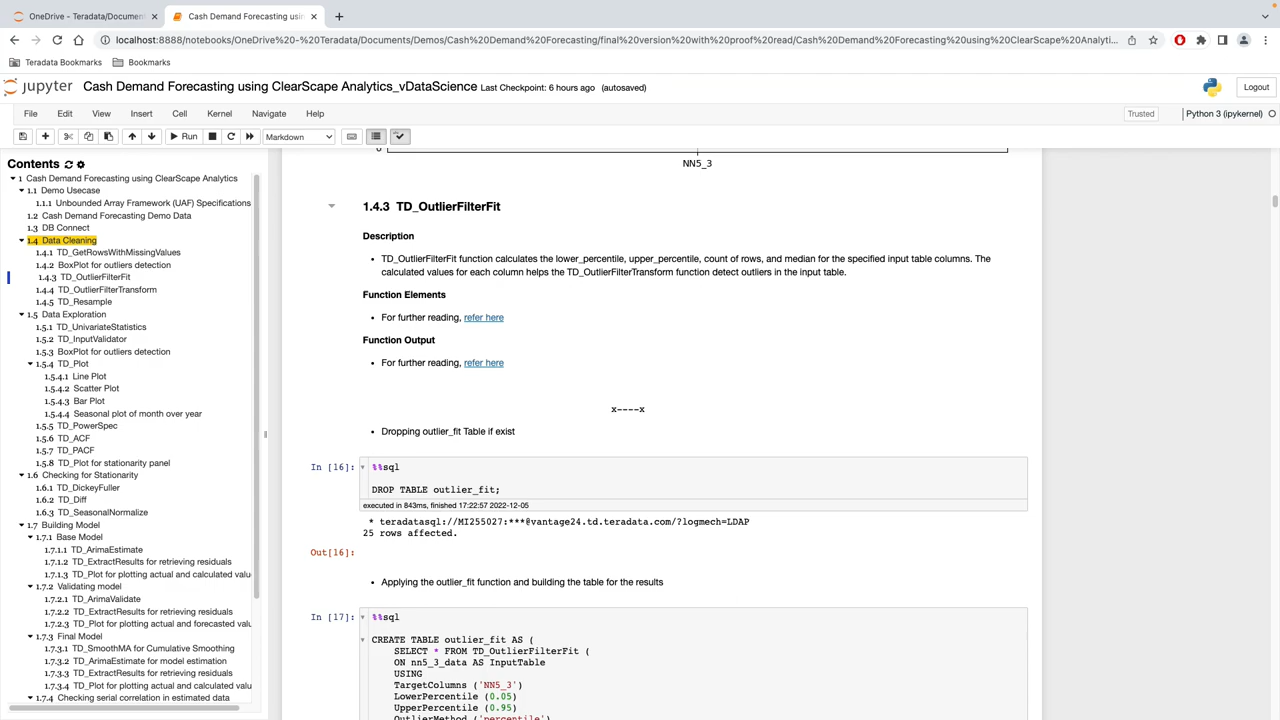 OneDrive - Teradata/Document
Cash Demand Forecasting usin
localhost:8888/notebooks/OneDrive%20-%20Teradata/Documents/Demos/Cash%20Demand%20Forecasting/final%20version%20with%20proof%20read/Cash%20Demand%20Forecasting%20using%20ClearScape%20Analyti...
Teradata Bookmarks
Bookmarks
jupyter
Cash Demand Forecasting using ClearScape Analytics_vDataScience Last Checkpoint: 6 hours ago (autosaved)
Logout
File Edit View Insert Cell Kernel Navigate Help
Trusted
Python 3 (ipykernel)
Run
Markdown
Contents
1 Cash Demand Forecasting using ClearScape Analytics
1.1 Demo Usecase
1.1.1 Unbounded Array Framework (UAF) Specifications
1.2 Cash Demand Forecasting Demo Data
1.3 DB Connect
1.4 Data Cleaning
1.4.1 TD_GetRowsWithMissingValues
1.4.2 BoxPlot for outliers detection
1.4.3 TD_OutlierFilterFit
1.4.4 TD_OutlierFilterTransform
1.4.5 TD_Resample
1.5 Data Exploration
1.5.1 TD_UnivariateStatistics
1.5.2 TD_InputValidator
1.5.3 BoxPlot for outliers detection
1.5.4 TD_Plot
1.5.4.1 Line Plot
1.5.4.2 Scatter Plot
1.5.4.3 Bar Plot
1.5.4.4 Seasonal plot of month over year
1.5.5 TD_PowerSpec
1.5.6 TD_ACF
1.5.7 TD_PACF
1.5.8 TD_Plot for stationarity panel
1.6 Checking for Stationarity
1.6.1 TD_DickeyFuller
1.6.2 TD_Diff
1.6.3 TD_SeasonalNormalize
1.7 Building Model
1.7.1 Base Model
1.7.1.1 TD_ArimaEstimate
1.7.1.2 TD_ExtractResults for retrieving residuals
1.7.1.3 TD_Plot for plotting actual and calculated valu
1.7.2 Validating model
1.7.2.1 TD_ArimaValidate
1.7.2.2 TD_ExtractResults for retrieving residuals
1.7.2.3 TD_Plot for plotting actual and forecasted valu
1.7.3 Final Model
1.7.3.1 TD_SmoothMA for Cumulative Smoothing
1.7.3.2 TD_ArimaEstimate for model estimation
1.7.3.3 TD_ExtractResults for retrieving residuals
1.7.3.4 TD_Plot for plotting actual and calculated valu
1.7.4 Checking serial correlation in estimated data
NN5_3
1.4.3 TD_OutlierFilterFit
Description
• TD_OutlierFilterFit function calculates the lower_percentile, upper_percentile, count of rows, and median for the specified input table columns. The
calculated values for each column helps the TD_OutlierFilterTransform function detect outliers in the input table.
Function Elements
• For further reading, refer here
Function Output
• For further reading, refer here
x----x
• Dropping outlier_fit Table if exist
In [16]: %%sql
DROP TABLE outlier_fit;
executed in 843ms, finished 17:22:57 2022-12-05
* teradatasql://MI255027:***@vantage24.td.teradata.com/?logmech=LDAP
25 rows affected.
Out[16]:
• Applying the outlier_fit function and building the table for the results
In [17]: %%sql
CREATE TABLE outlier_fit AS (
SELECT * FROM TD_OutlierFilterFit (
ON nn5_3_data AS InputTable
USING
TargetColumns ('NN5_3')
LowerPercentile (0.05)
UpperPercentile (0.95)
OutlierMethod ('percentile')